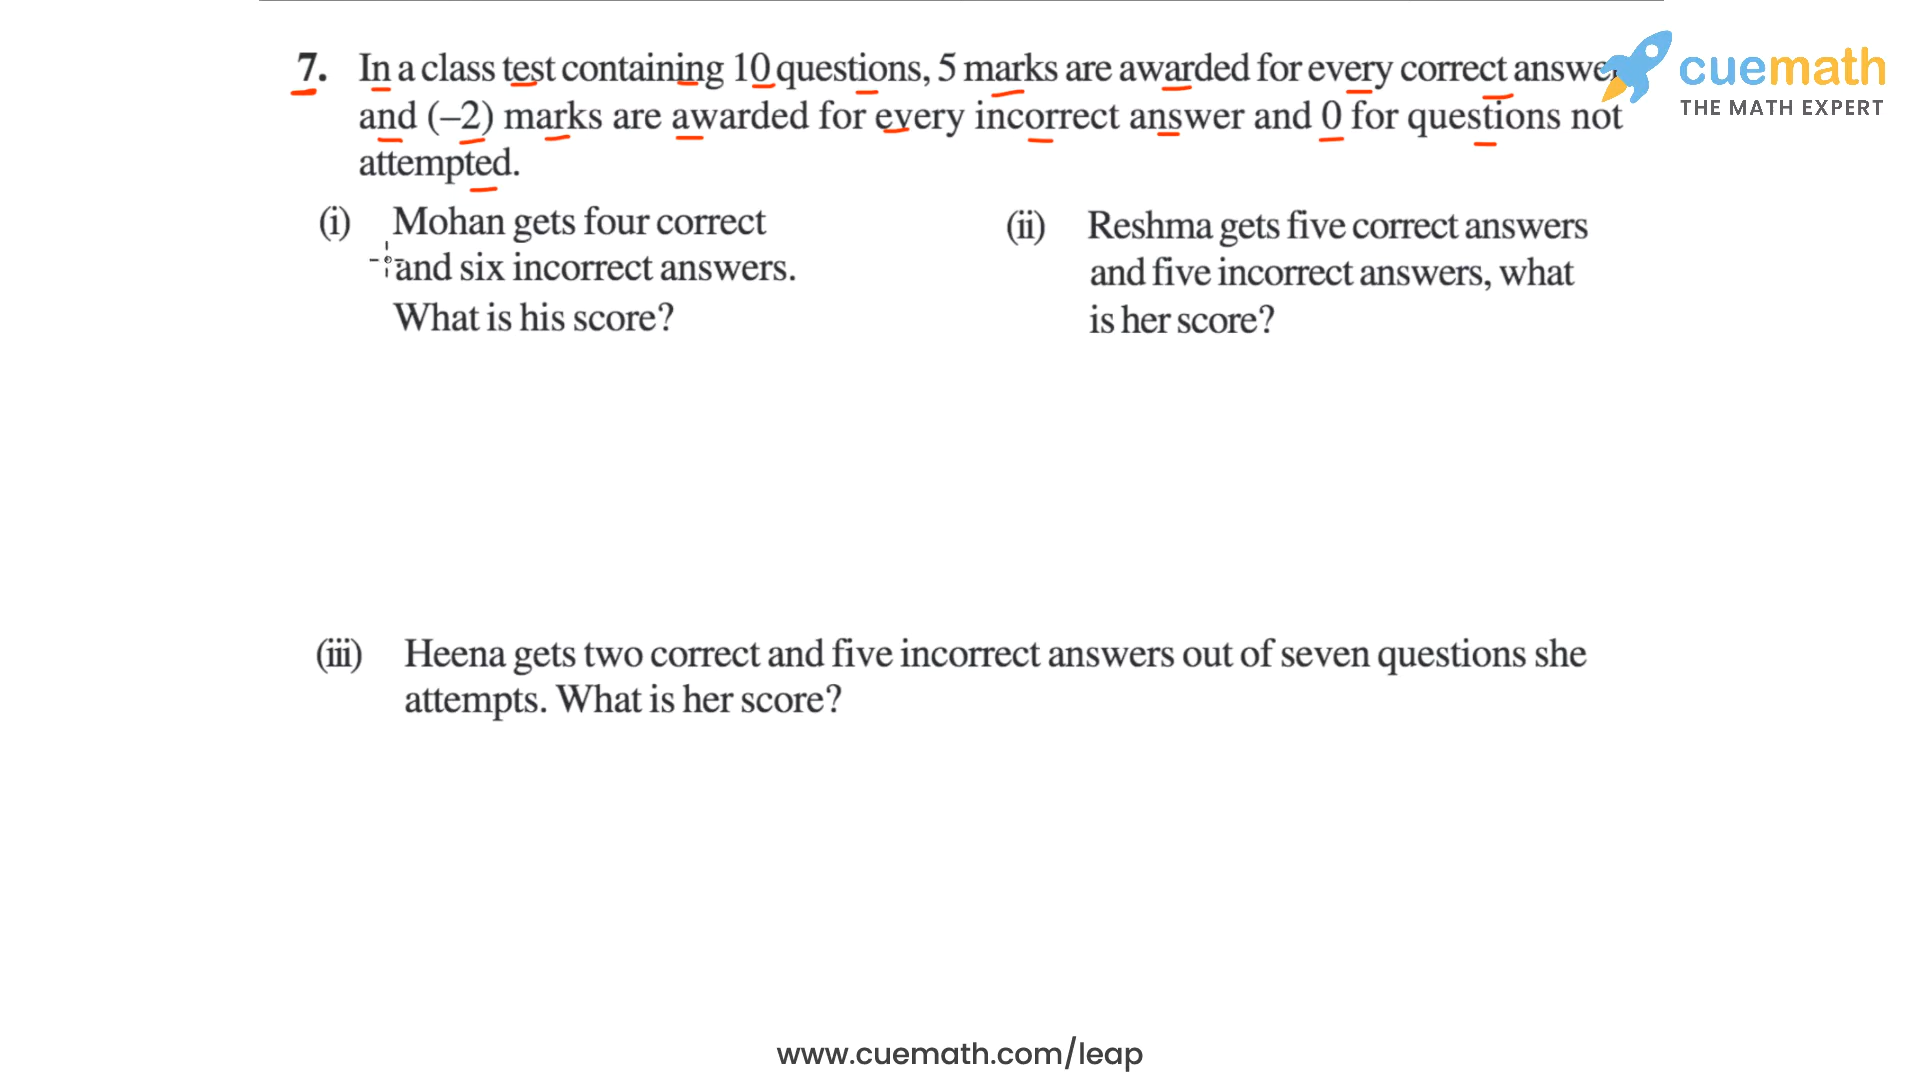 7. In a class test containing 10 questions, 5 marks are awarded for every correct answer
and (–2) marks are awarded for every incorrect answer and 0 for questions not
attempted.
(i) Mohan gets four correct
and six incorrect answers.
What is his score?
(ii) Reshma gets five correct answers
and five incorrect answers, what
is her score?
(iii) Heena gets two correct and five incorrect answers out of seven questions she
attempts. What is her score?
cuemath
THE MATH EXPERT
www.cuemath.com/leap